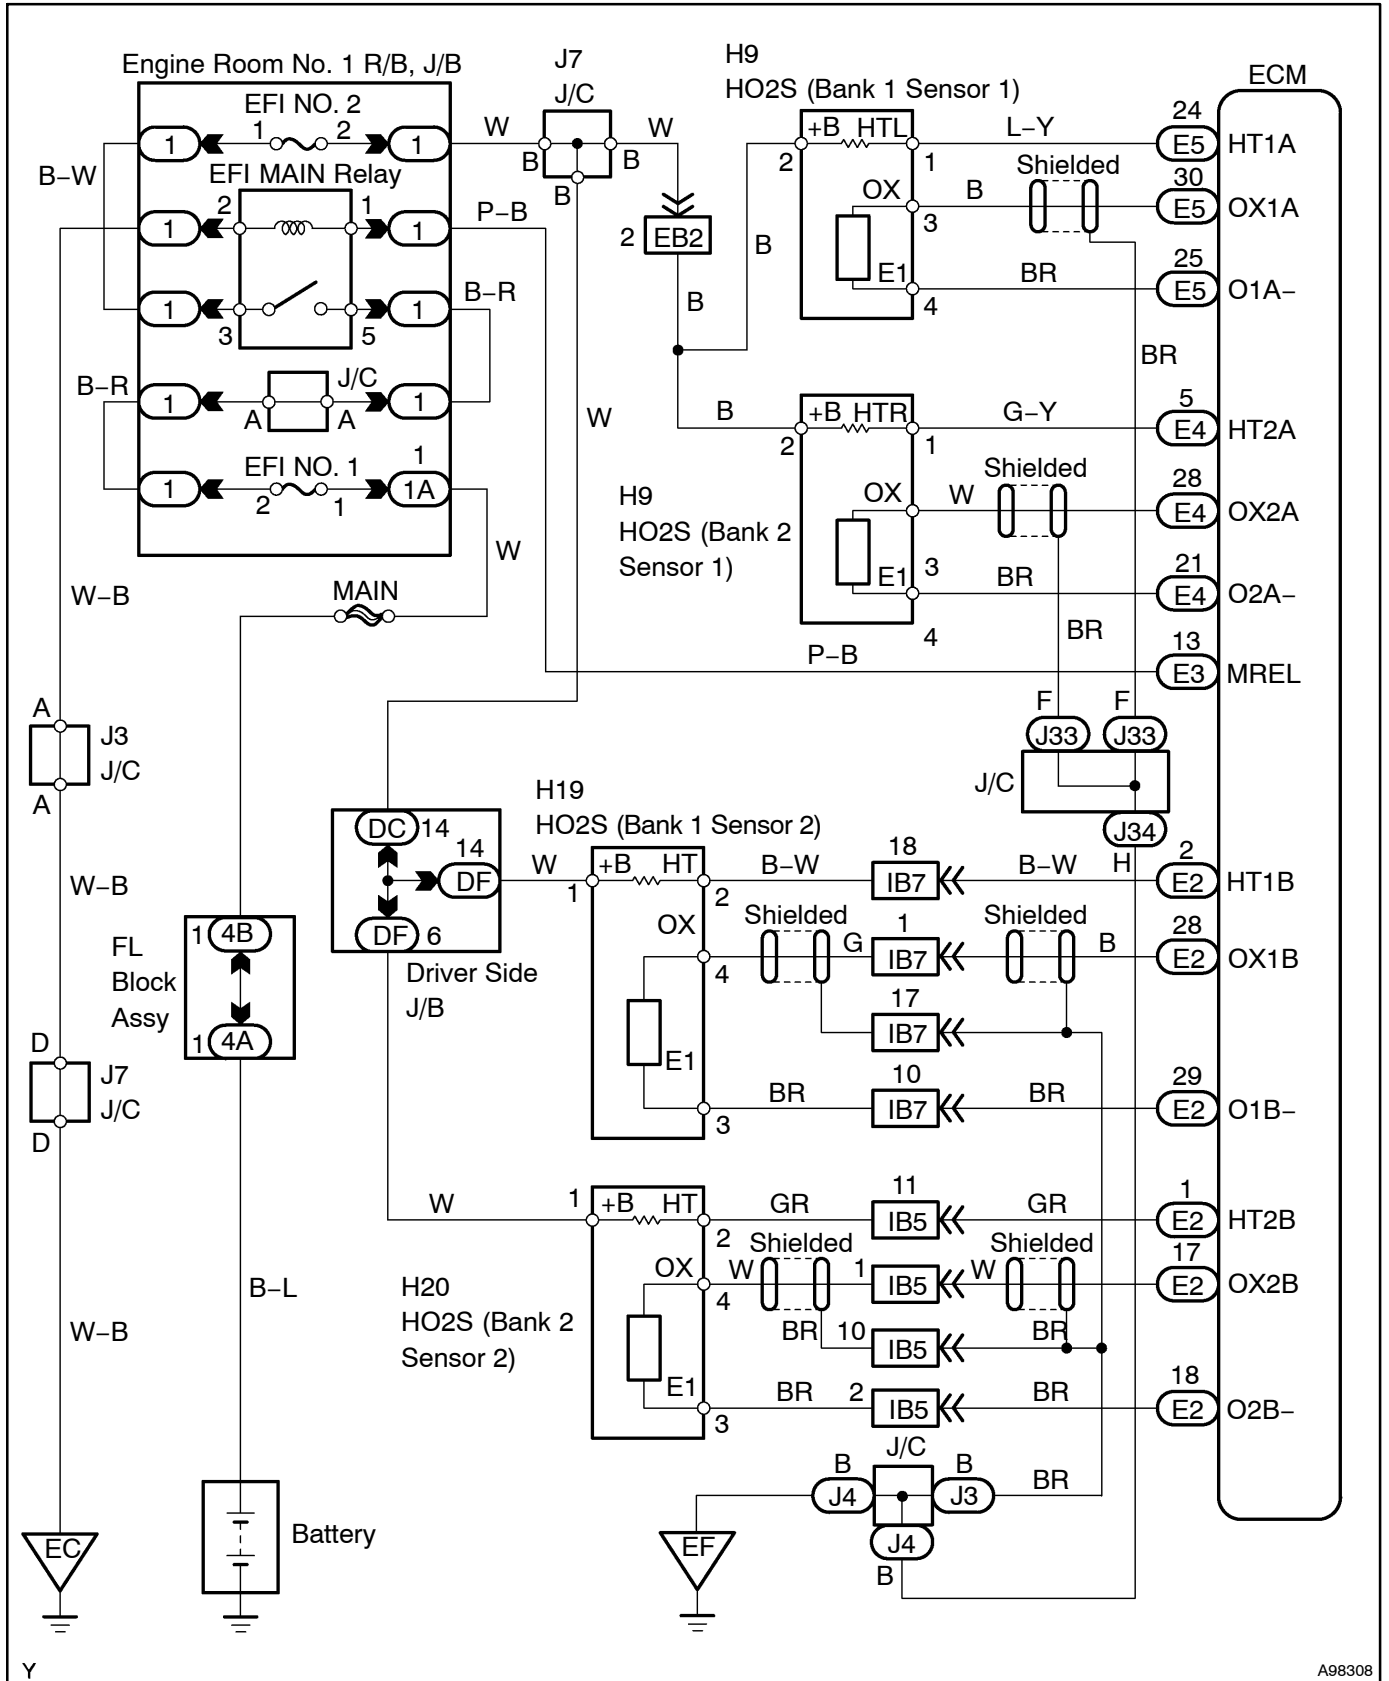 Engine Room No. 1 R/B, J/B
J7
J/C
H9
HO2S (Bank 1 Sensor 1)
ECM
EFI NO. 2
1 1 2 1
W
B
B
B
W
+B HTL
2 1
L-Y
24
E5 HT1A
B-W
EFI MAIN Relay
Shielded
1 2 1 1
P-B
2 EB2
OX
3
B
30
E5 OX1A
B
B-R
E1
4
BR
25
E5 O1A-
1 3 5 1
B
BR
B-R
J/C
1 A A 1
W
B
+B HTR
2 1
G-Y
5
E4 HT2A
EFI NO. 1
1
1 2 1 1A
Shielded
H9
HO2S (Bank 2
Sensor 1)
OX
3
W
28
E4 OX2A
W
E1
4
BR
21
E4 O2A-
W-B
MAIN
BR
P-B
13
E3 MREL
A
J3
J/C
A
F F
J33 J33
J/C
J34
H
H19
HO2S (Bank 1 Sensor 2)
DC 14
14
DF
DF 6
Driver Side
J/B
W
1
+B HT
2
B-W
18
IB7
B-W
2
E2 HT1B
W-B
Shielded
Shielded
FL
Block
Assy
1 4B
1 4A
OX
4
G
1
IB7
B
28
E2 OX1B
17
IB7
D
J7
J/C
D
E1
3
BR
10
IB7
BR
29
E2 O1B-
W
1
+B HT
2
GR
11
IB5
GR
1
E2 HT2B
Shielded
Shielded
H20
HO2S (Bank 2
Sensor 2)
OX
4
W
1
IB5
W
17
E2 OX2B
B-L
W-B
BR 10 IB5 BR
E1
3
BR
2 IB5
BR
18
E2 O2B-
J/C
B B
J4 J3
BR
J4
B
EC
Battery
EF
Y
A98308